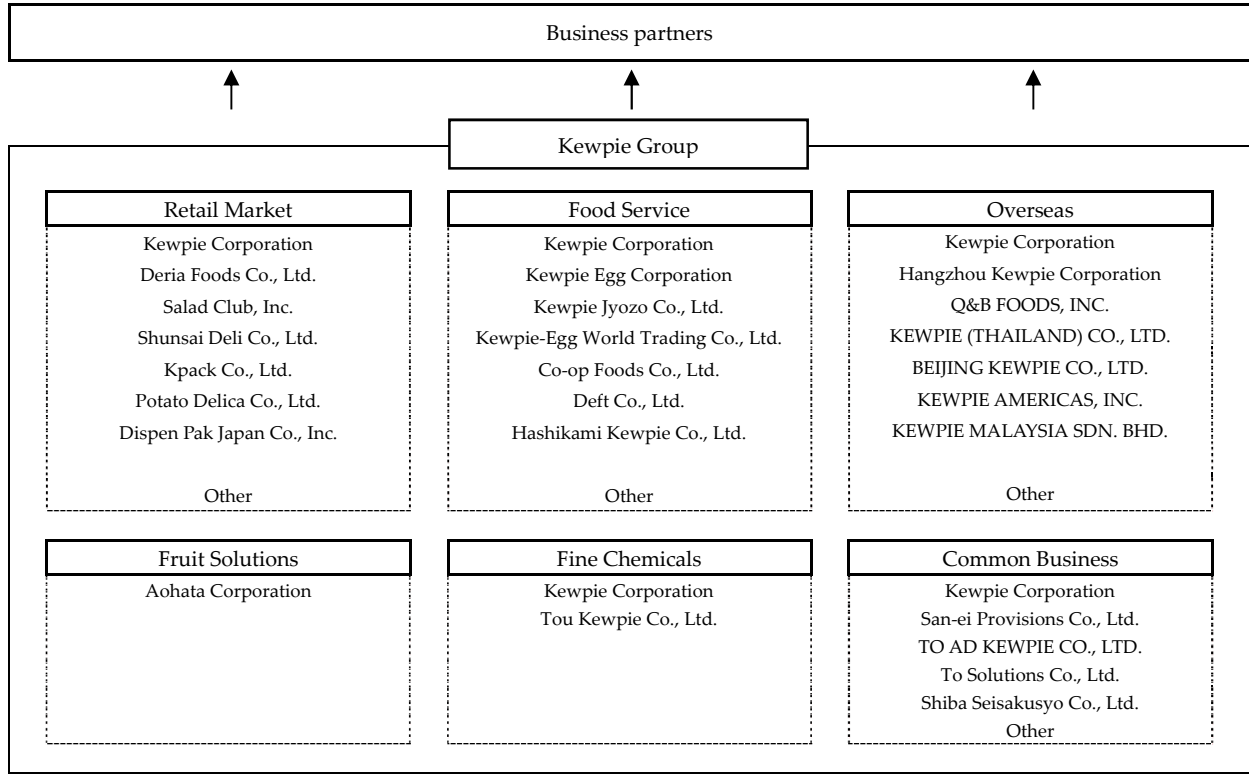 Business partners
Kewpie Group
Retail Market
Kewpie Corporation
Deria Foods Co., Ltd.
Salad Club, Inc.
Shunsai Deli Co., Ltd.
Kpack Co., Ltd.
Potato Delica Co., Ltd.
Dispen Pak Japan Co., Inc.
Other
Food Service
Kewpie Corporation
Kewpie Egg Corporation
Kewpie Jyozo Co., Ltd.
Kewpie-Egg World Trading Co., Ltd.
Co-op Foods Co., Ltd.
Deft Co., Ltd.
Hashikami Kewpie Co., Ltd.
Other
Overseas
Kewpie Corporation
Hangzhou Kewpie Corporation
Q&B FOODS, INC.
KEWPIE (THAILAND) CO., LTD.
BEIJING KEWPIE CO., LTD.
KEWPIE AMERICAS, INC.
KEWPIE MALAYSIA SDN. BHD.
Other
Fruit Solutions
Aohata Corporation
Fine Chemicals
Kewpie Corporation
Tou Kewpie Co., Ltd.
Common Business
Kewpie Corporation
San-ei Provisions Co., Ltd.
TO AD KEWPIE CO., LTD.
To Solutions Co., Ltd.
Shiba Seisakusyo Co., Ltd.
Other